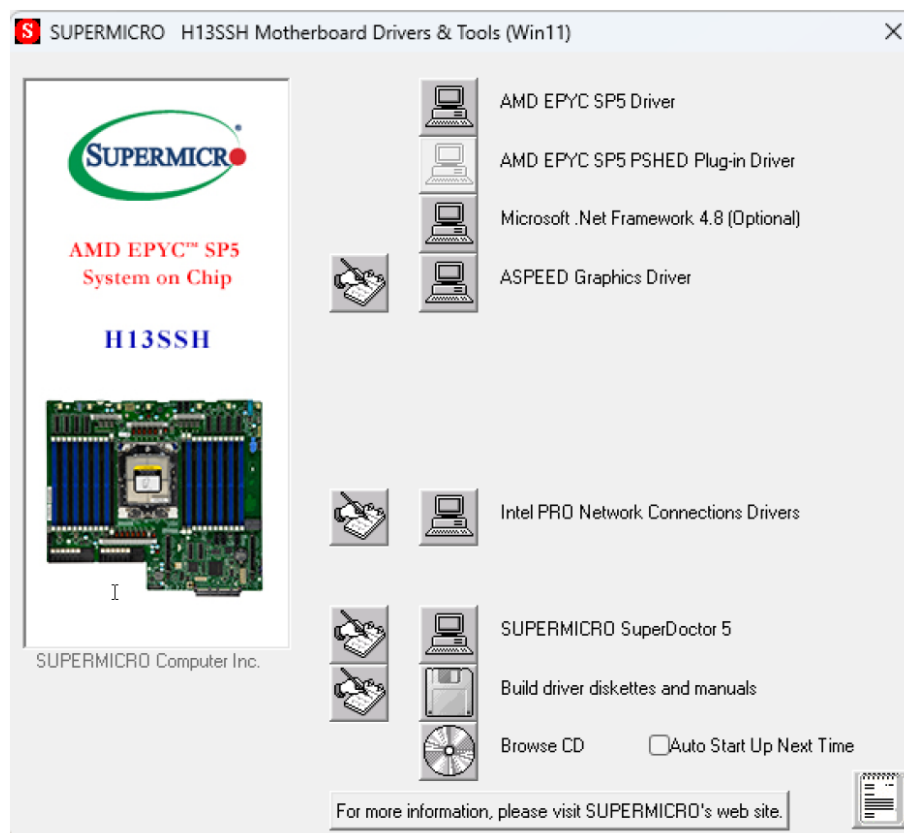 S SUPERMICRO H13SSH Motherboard Drivers & Tools (Win11)
SUPERMICR
AMD EPYC™ SP5
System on Chip
H13SSH
SUPERMICRO Computer Inc.
AMD EPYC SP5 Driver
AMD EPYC SP5 PSHED Plug-in Driver
Microsoft .Net Framework 4.8 (Optional)
ASPEED Graphics Driver
Intel PRO Network Connections Drivers
SUPERMICRO SuperDoctor 5
Build driver diskettes and manuals
Browse CD Auto Start Up Next Time
For more information, please visit SUPERMICRO's web site.